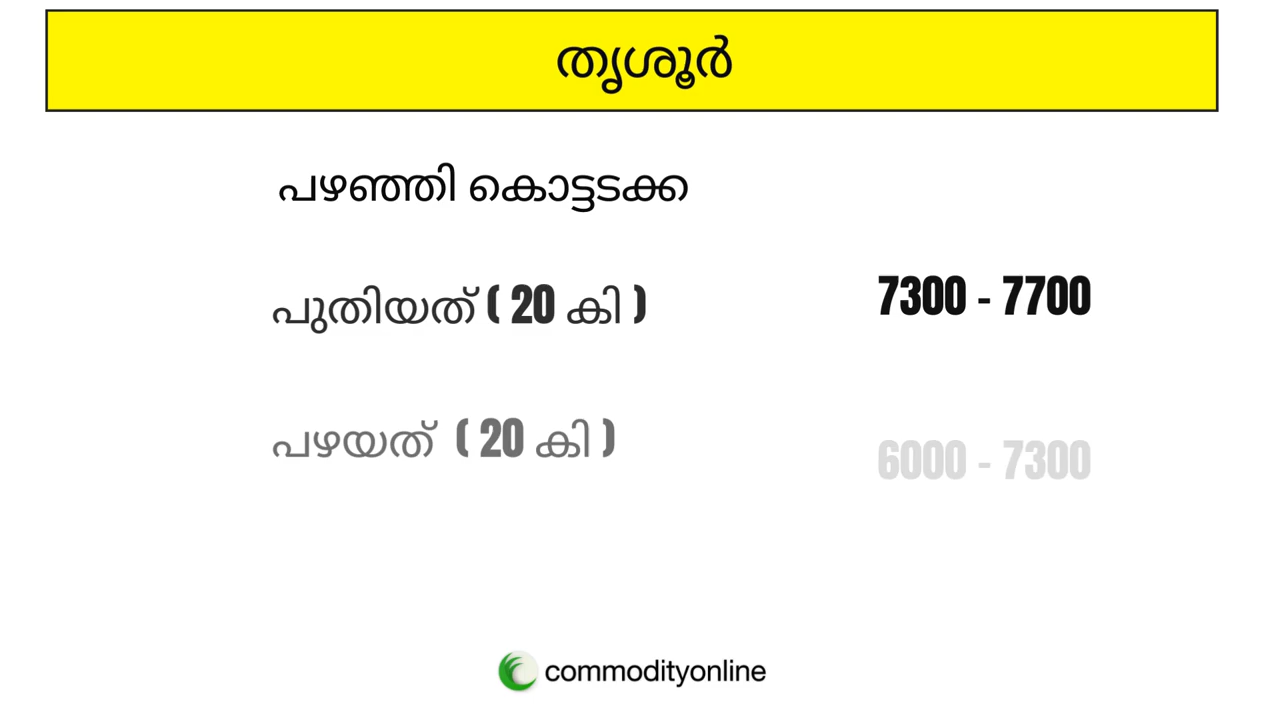 തൃശൂർ
പഴഞ്ഞി കൊട്ടടക്ക
പുതിയത് ( 20 കി ) 7300 - 7700
പഴയത് ( 20 കി ) 6000 - 7300
commodityonline